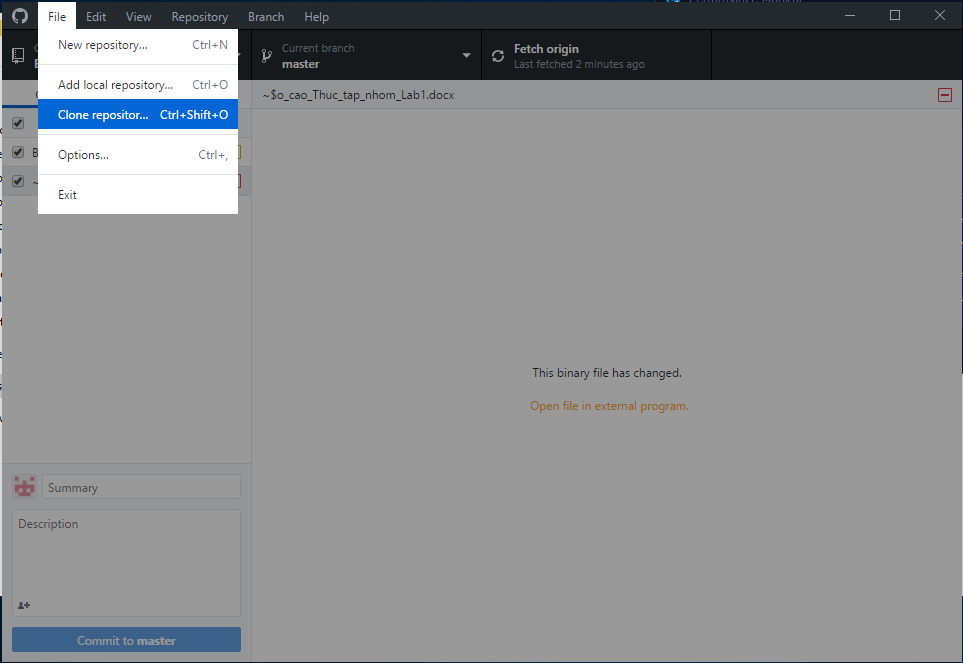 File Edit View Repository Branch Help
New repository... Ctrl+N
Add local repository... Ctrl+O
Clone repositor... Ctrl+Shift+O
Options... Ctrl+,
Exit
Current branch
master
Fetch origin
Last fetched 2 minutes ago
~$o_cao_Thuc_tap_nhom_Lab1.docx
This binary file has changed.
Open file in external program.
Summary
Description
Commit to master